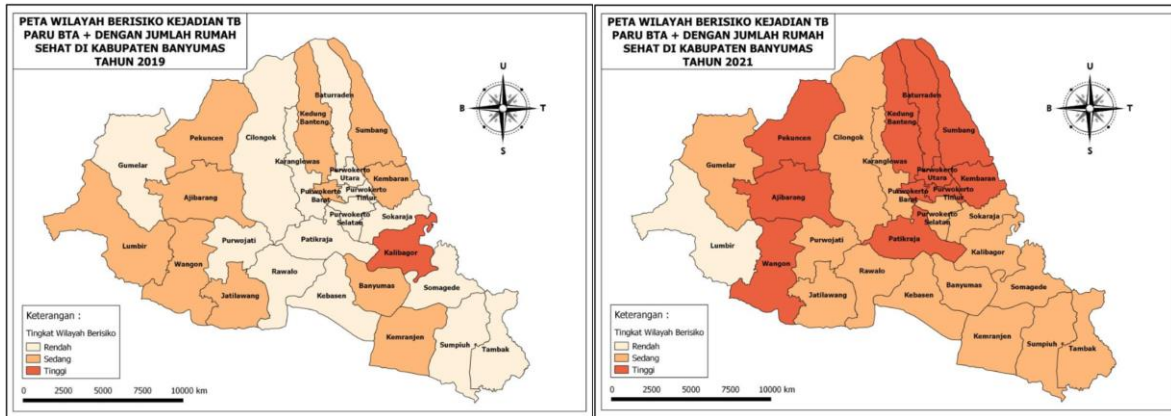 PETA WILAYAH BERISIKO KEJADIAN TB
PARU BTA + DENGAN JUMLAH RUMAH
SEHAT DI KABUPATEN BANYUMAS
TAHUN 2019
U
B
T
S
Baturraden
Kedung
Banteng
Pekuncen
Cilongok
Sumbang
Gumelar
Karanglewas
Purwokerto
Utara
Kembaran
Ajibarang
Purwokerto
Barat
Purwokerto
Timur
Purwokerto
Selatan
Sokaraja
Lumbir
Purwojati
Patikraja
Kalibagor
Wangon
Rawalo
Banyumas
Somagede
Jatilawang
Kebasen
Kemranjen
Sumpiuh
Tambak
Keterangan :
Tingkat Wilayah Berisiko
Rendah
Sedang
Tinggi
0 2500 5000 7500 10000 km
PETA WILAYAH BERISIKO KEJADIAN TB
PARU BTA + DENGAN JUMLAH RUMAH
SEHAT DI KABUPATEN BANYUMAS
TAHUN 2021
U
B
T
S
Baturraden
Kedung
Banteng
Pekuncen
Cilongok
Sumbang
Gumelar
Karanglewas
Purwokerto
Utara
Kembaran
Ajibarang
Purwokerto
Barat
Purwokerto
Timur
Purwokerto
Selatan
Sokaraja
Lumbir
Purwojati
Patikraja
Kalibagor
Wangon
Rawalo
Banyumas
Somagede
Jatilawang
Kebasen
Kemranjen
Sumpiuh
Tambak
Keterangan :
Tingkat Wilayah Berisiko
Rendah
Sedang
Tinggi
0 2500 5000 7500 10000 km